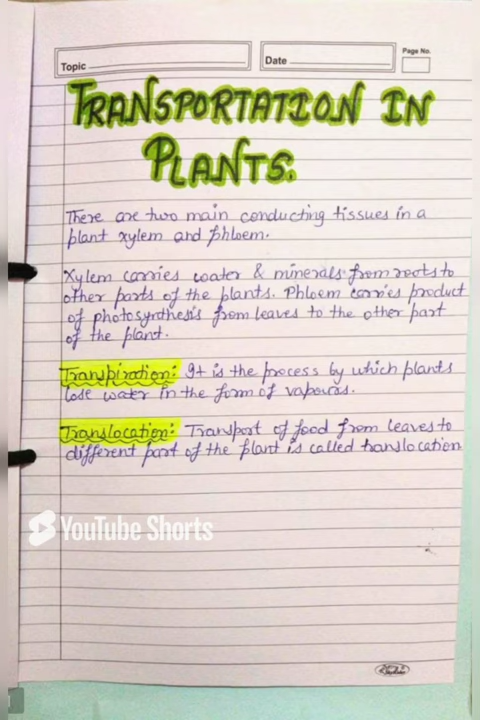 Topic
Date
Page No.
TRANSPORTATION IN
PLANTS.
There are two main conducting tissues in a
plant xylem and phloem.
Xylem carries water & minerals from roots to
other parts of the plants. Phloem carries product
of photosynthesis from leaves to the other part
of the plant.
Transpiration: It is the process by which plants
lose water in the form of vapours.
Translocation: Transport of food from leaves to
different part of the plant is called translocation
YouTube Shorts